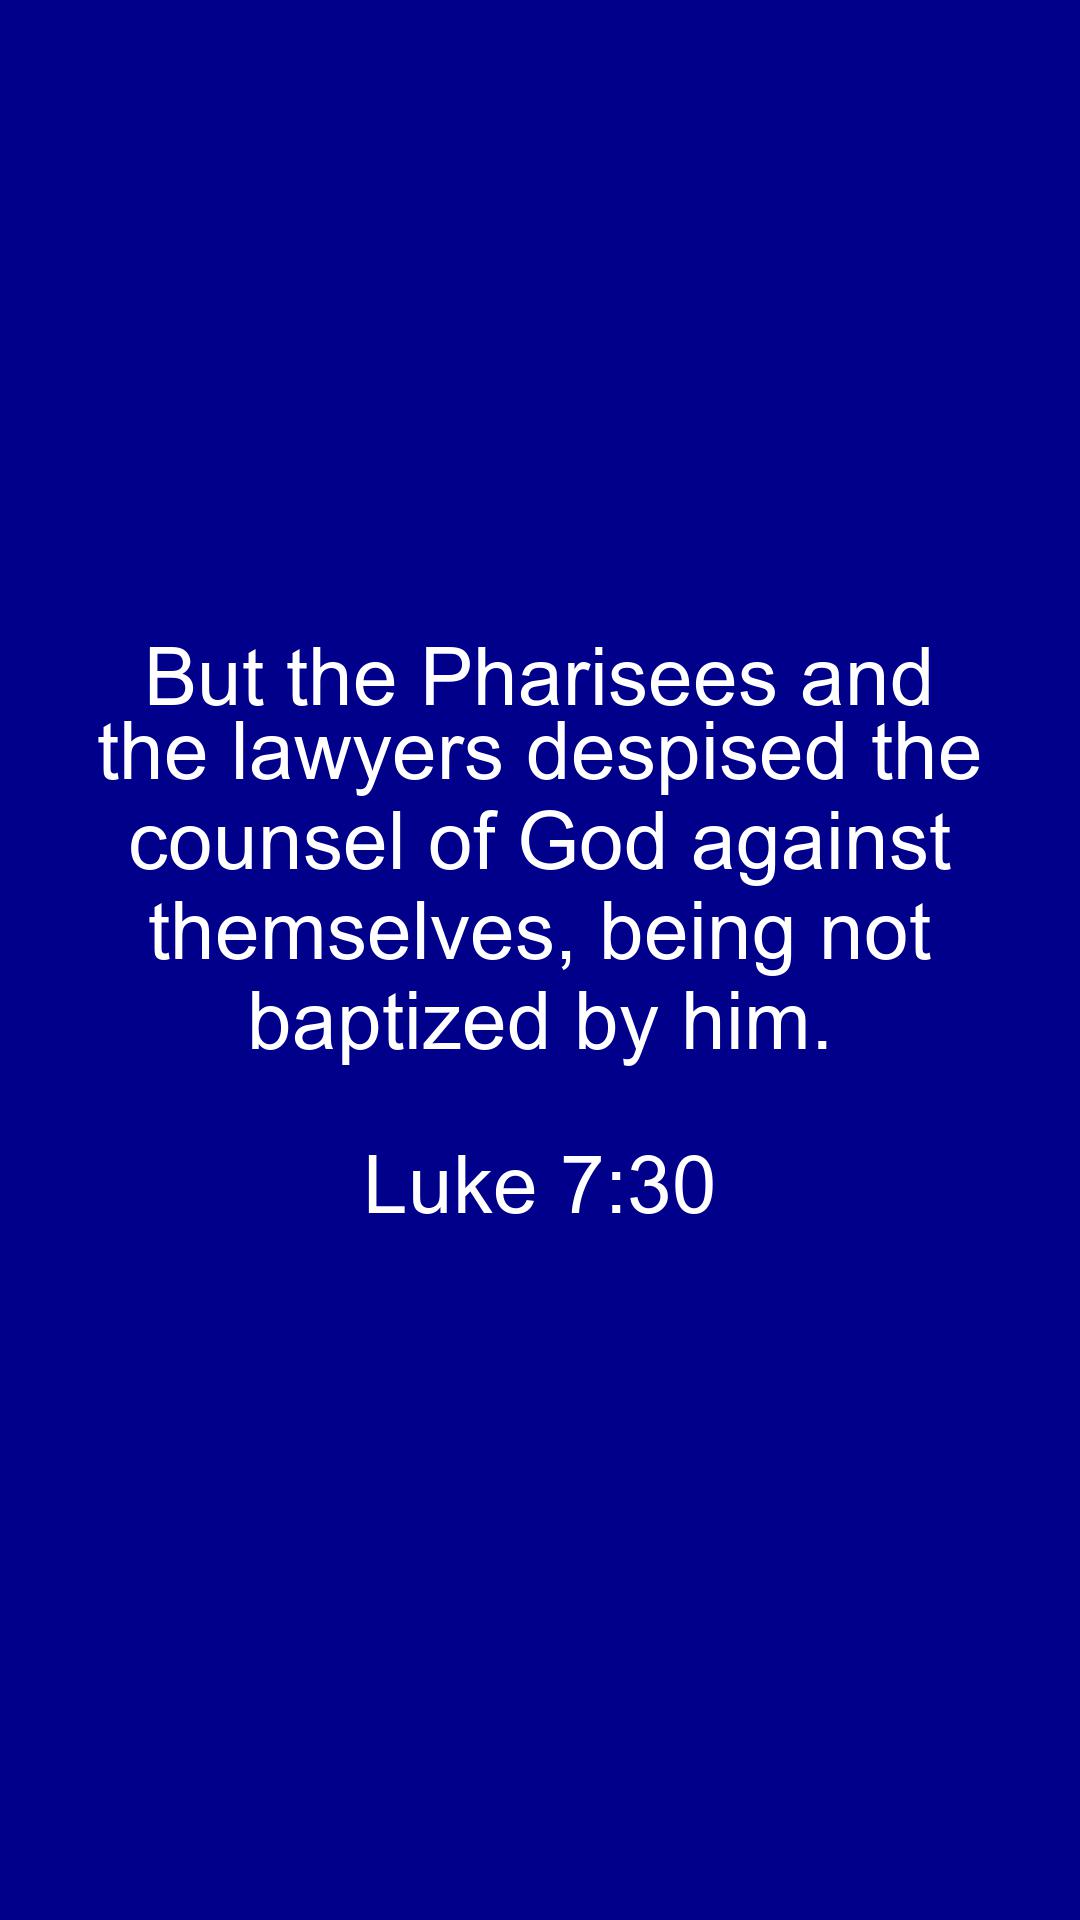 But the Pharisees and
the lawyers despised the
counsel of God against
themselves, being not
baptized by him.
Luke 7:30